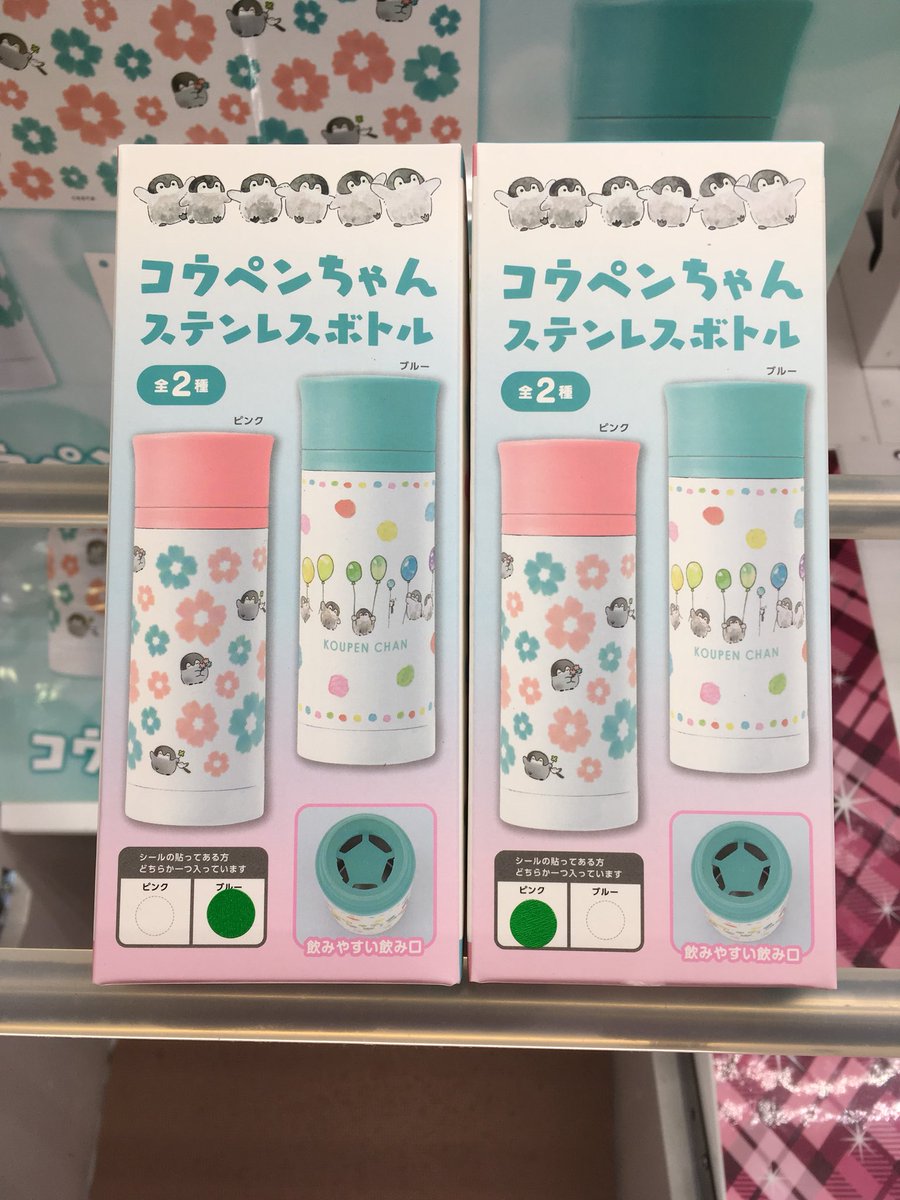 コウペンちゃん
ステンレスボトル
全2種
ブルー
ピンク
KOUPEN CHAN
シールの貼ってある方
どちらか一つ入っています
ピンク
ブルー
飲みやすい飲み口
コウペンちゃん
ステンレスボトル
全2種
ブルー
ピンク
KOUPEN CHAN
シールの貼ってある方
どちらか一つ入っています
ピンク
ブルー
飲みやすい飲み口
コウ